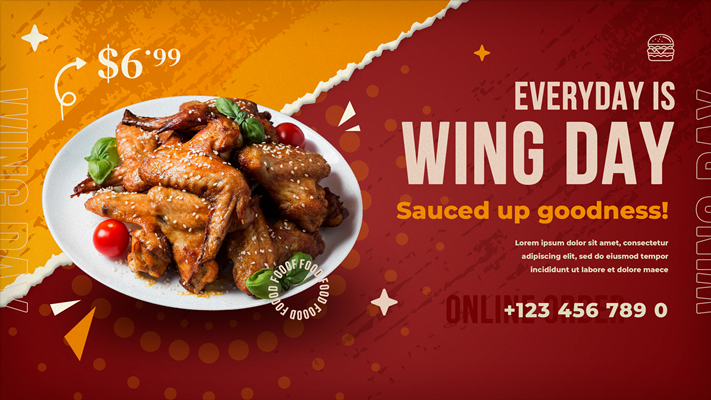 $6.99
EVERYDAY IS
WING DAY
Sauced up goodness!
Lorem ipsum dolor sit amet, consectetur
adipiscing elit, sed do eiusmod tempor
incididunt ut labore et dolore maece
ONLINE ORDER
+123 456 789 0
FOOD FOOD FOOD FOOD FOOD
WING DAY
WING DAY